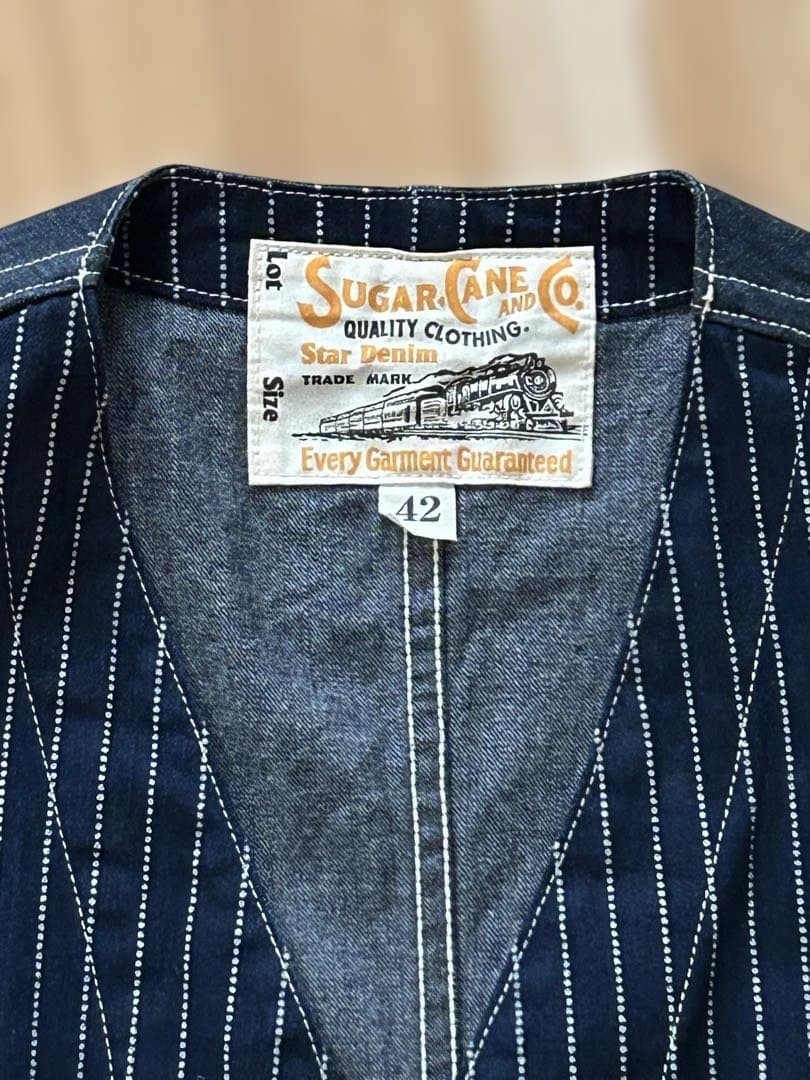 Lot
Size
SUGAR CANE AND CO.
QUALITY CLOTHING.
Star Denim
TRADE MARK
Every Garment Guaranteed
42